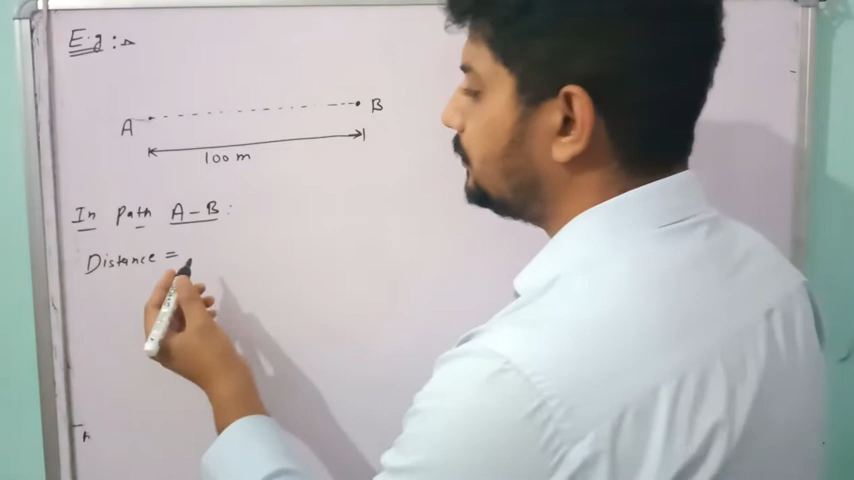 E.g :→
A B
100 m
In Path A - B :
Distance =